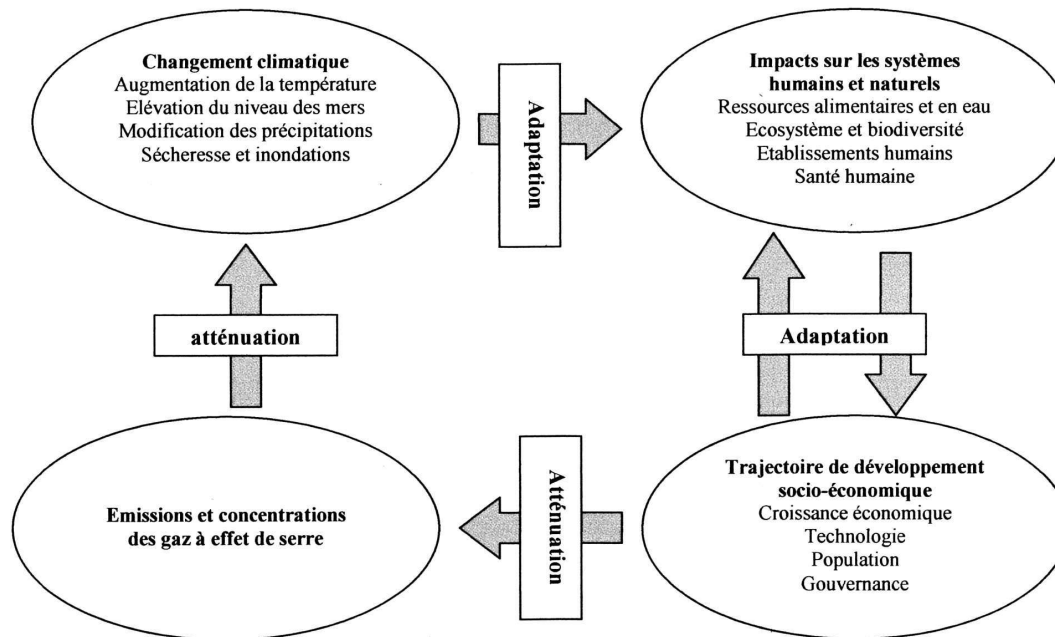 Changement climatique
Augmentation de la température
Elévation du niveau des mers
Modification des précipitations
Sécheresse et inondations
Adaptation
Impacts sur les systèmes
humains et naturels
Ressources alimentaires et en eau
Ecosystème et biodiversité
Etablissements humains
Santé humaine
atténuation
Adaptation
Emissions et concentrations
des gaz à effet de serre
Atténuation
Trajectoire de développement
socio-économique
Croissance économique
Technologie
Population
Gouvernance